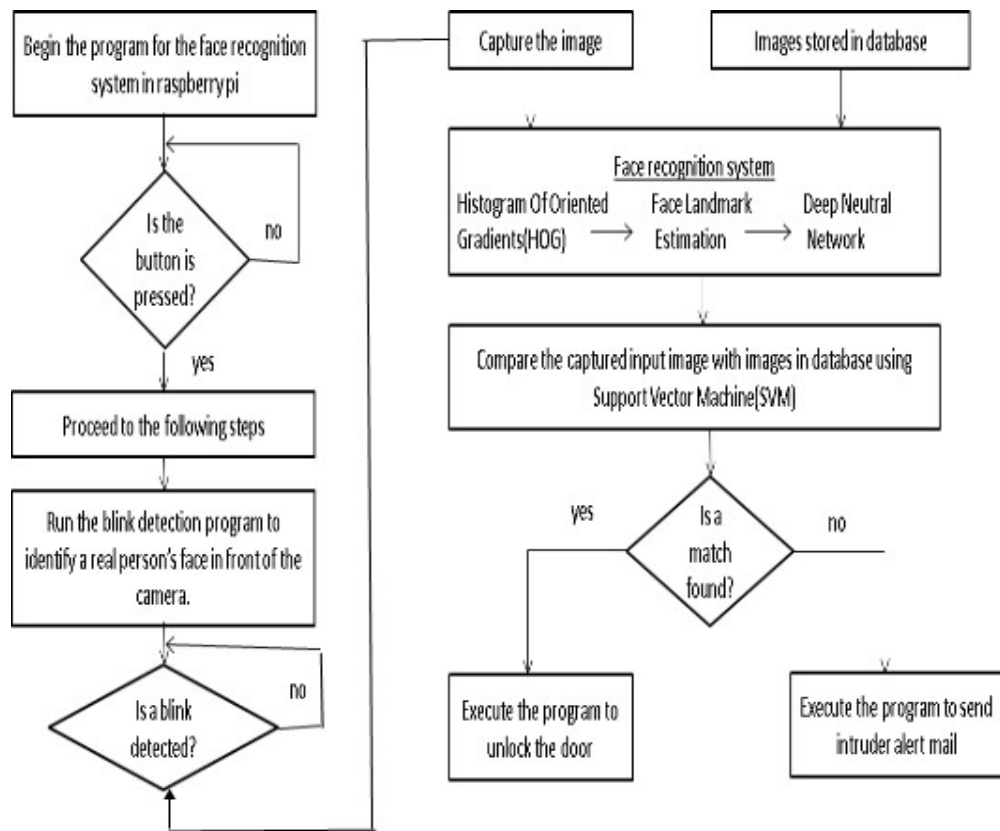 Begin the program for the face recognition
system in raspberry pi
Is the
button is
pressed?
no
yes
Proceed to the following steps
Run the blink detection program to
identify a real person's face in front of the
camera.
Is a blink
detected?
no
Capture the image
Images stored in database
Face recognition system
Histogram Of Oriented
Gradients(HOG)
Face Landmark
Estimation
Deep Neutral
Network
Compare the captured input image with images in database using
Support Vector Machine(SVM)
Is a
match
found?
yes
no
Execute the program to
unlock the door
Execute the program to send
intruder alert mail